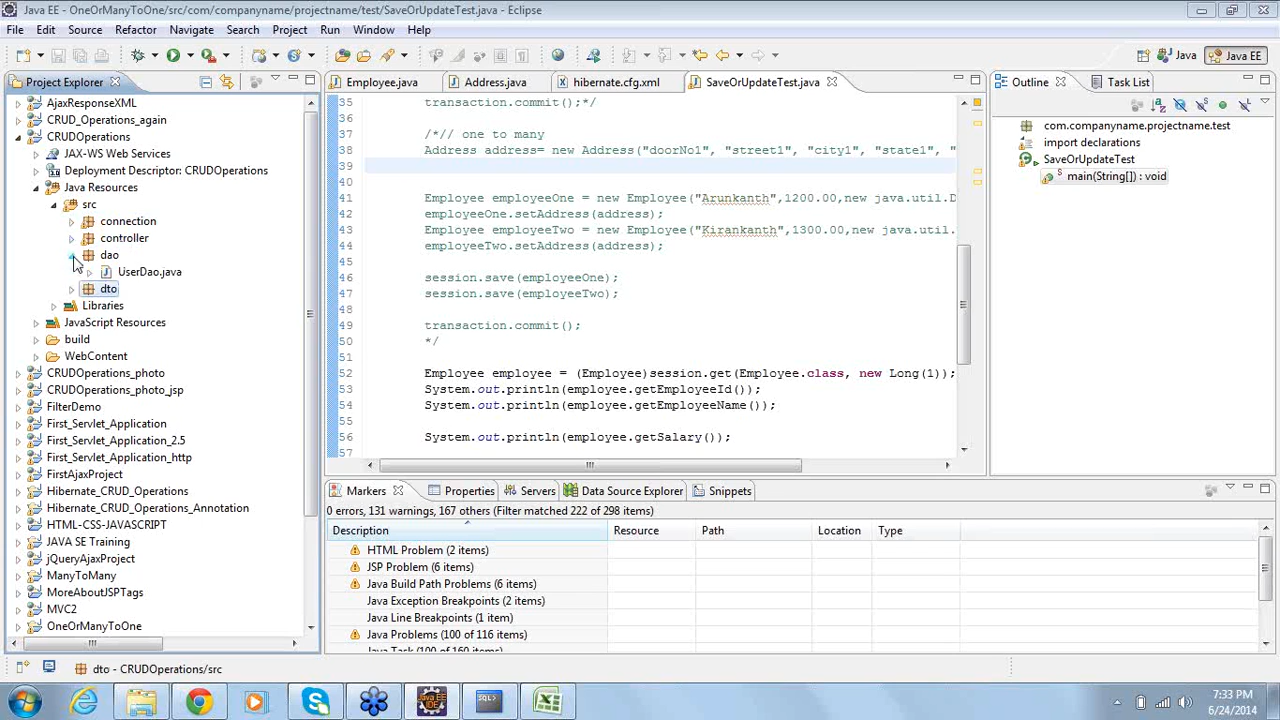 Java EE - OneOrManyToOne/src/com/companyname/projectname/test/SaveOrUpdateTest.java - Eclipse
File Edit Source Refactor Navigate Search Project Run Window Help
Java Java EE
Project Explorer
AjaxResponseXML
CRUD_Operations_again
CRUDOperations
JAX-WS Web Services
Deployment Descriptor: CRUDOperations
Java Resources
src
connection
controller
dao
UserDao.java
dto
Libraries
JavaScript Resources
build
WebContent
CRUDOperations_photo
CRUDOperations_photo_jsp
FilterDemo
First_Servlet_Application
First_Servlet_Application_2.5
First_Servlet_Application_http
FirstAjaxProject
Hibernate_CRUD_Operations
Hibernate_CRUD_Operations_Annotation
HTML-CSS-JAVASCRIPT
JAVA SE Training
jQueryAjaxProject
ManyToMany
MoreAboutJSPTags
MVC2
OneOrManyToOne
Employee.java Address.java hibernate.cfg.xml SaveOrUpdateTest.java
35 transaction.commit();*/
36
37 /*// one to many
38 Address address= new Address("doorNo1", "street1", "city1", "state1", "
39
40
41 Employee employeeOne = new Employee("Arunkanth",1200.00,new java.util.D
42 employeeOne.setAddress(address);
43 Employee employeeTwo = new Employee("Kirankanth",1300.00,new java.util.
44 employeeTwo.setAddress(address);
45
46 session.save(employeeOne);
47 session.save(employeeTwo);
48
49 transaction.commit();
50 */
51
52 Employee employee = (Employee)session.get(Employee.class, new Long(1));
53 System.out.println(employee.getEmployeeId());
54 System.out.println(employee.getEmployeeName());
55
56 System.out.println(employee.getSalary());
57
Outline Task List
com.companyname.projectname.test
import declarations
SaveOrUpdateTest
main(String[]) : void
Markers Properties Servers Data Source Explorer Snippets
0 errors, 131 warnings, 167 others (Filter matched 222 of 298 items)
Description Resource Path Location Type
HTML Problem (2 items)
JSP Problem (6 items)
Java Build Path Problems (6 items)
Java Exception Breakpoints (2 items)
Java Line Breakpoints (1 item)
Java Problems (100 of 116 items)
Java Task (100 of 160 items)
dto - CRUDOperations/src
7:33 PM
6/24/2014